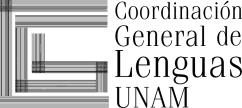 Coordinación
General de
Lenguas
UNAM